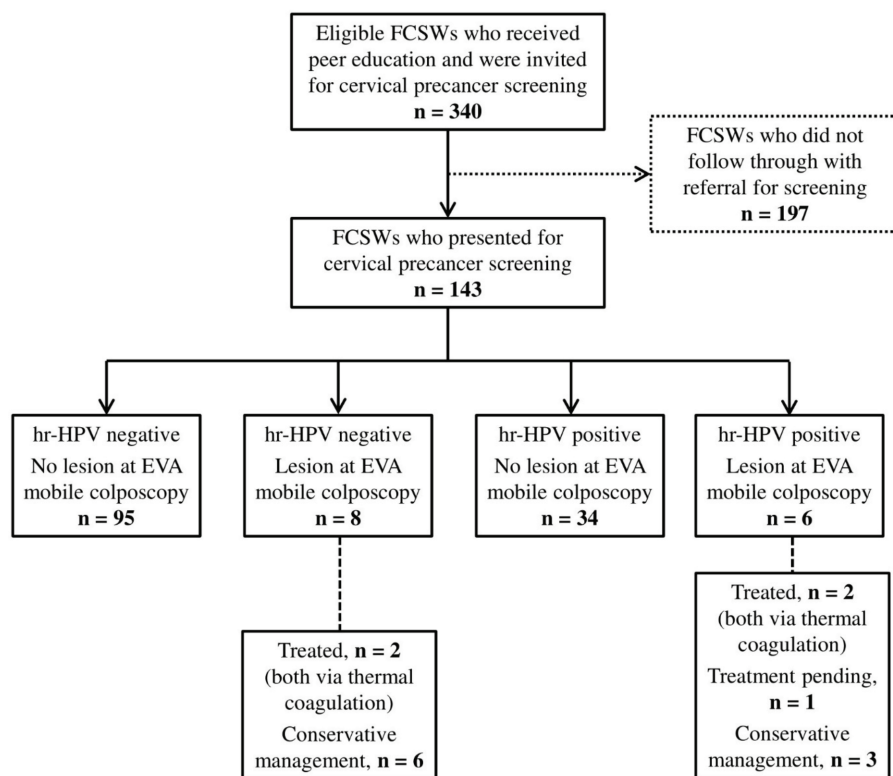 Eligible FCSWs who received
peer education and were invited
for cervical precancer screening
n = 340
FCSWs who did not
follow through with
referral for screening
n = 197
FCSWs who presented for
cervical precancer screening
n = 143
hr-HPV negative
No lesion at EVA
mobile colposcopy
n = 95
hr-HPV negative
Lesion at EVA
mobile colposcopy
n = 8
hr-HPV positive
No lesion at EVA
mobile colposcopy
n = 34
hr-HPV positive
Lesion at EVA
mobile colposcopy
n = 6
Treated, n = 2
(both via thermal
coagulation)
Conservative
management, n = 6
Treated, n = 2
(both via thermal
coagulation)
Treatment pending,
n = 1
Conservative
management, n = 3